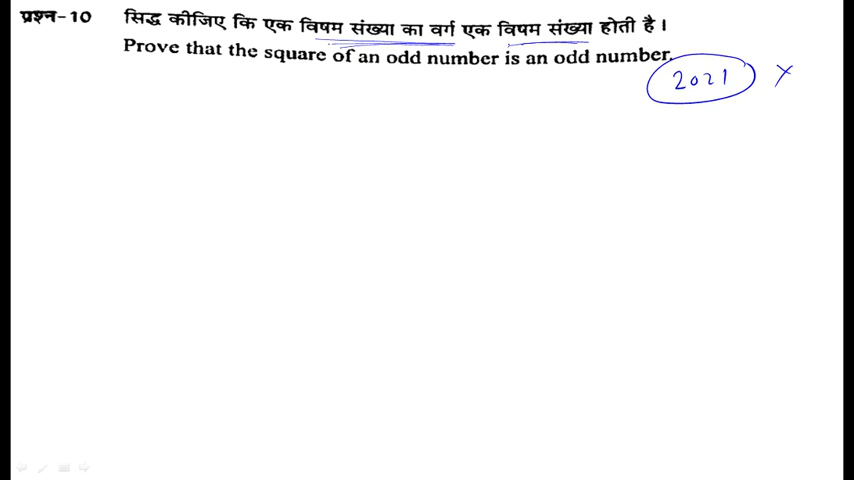 प्रश्न-10 सिद्ध कीजिए कि एक विषम संख्या का वर्ग एक विषम संख्या होती है।
Prove that the square of an odd number is an odd number.
2021 ×